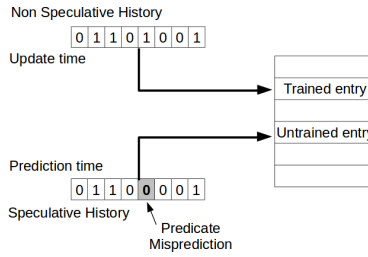 Non Speculative History
0 1 1 0 1 0 0 1
Update time
Trained entry
Untrained entry
Prediction time
0 1 1 0 0 0 0 1
Speculative History
Predicate
Misprediction